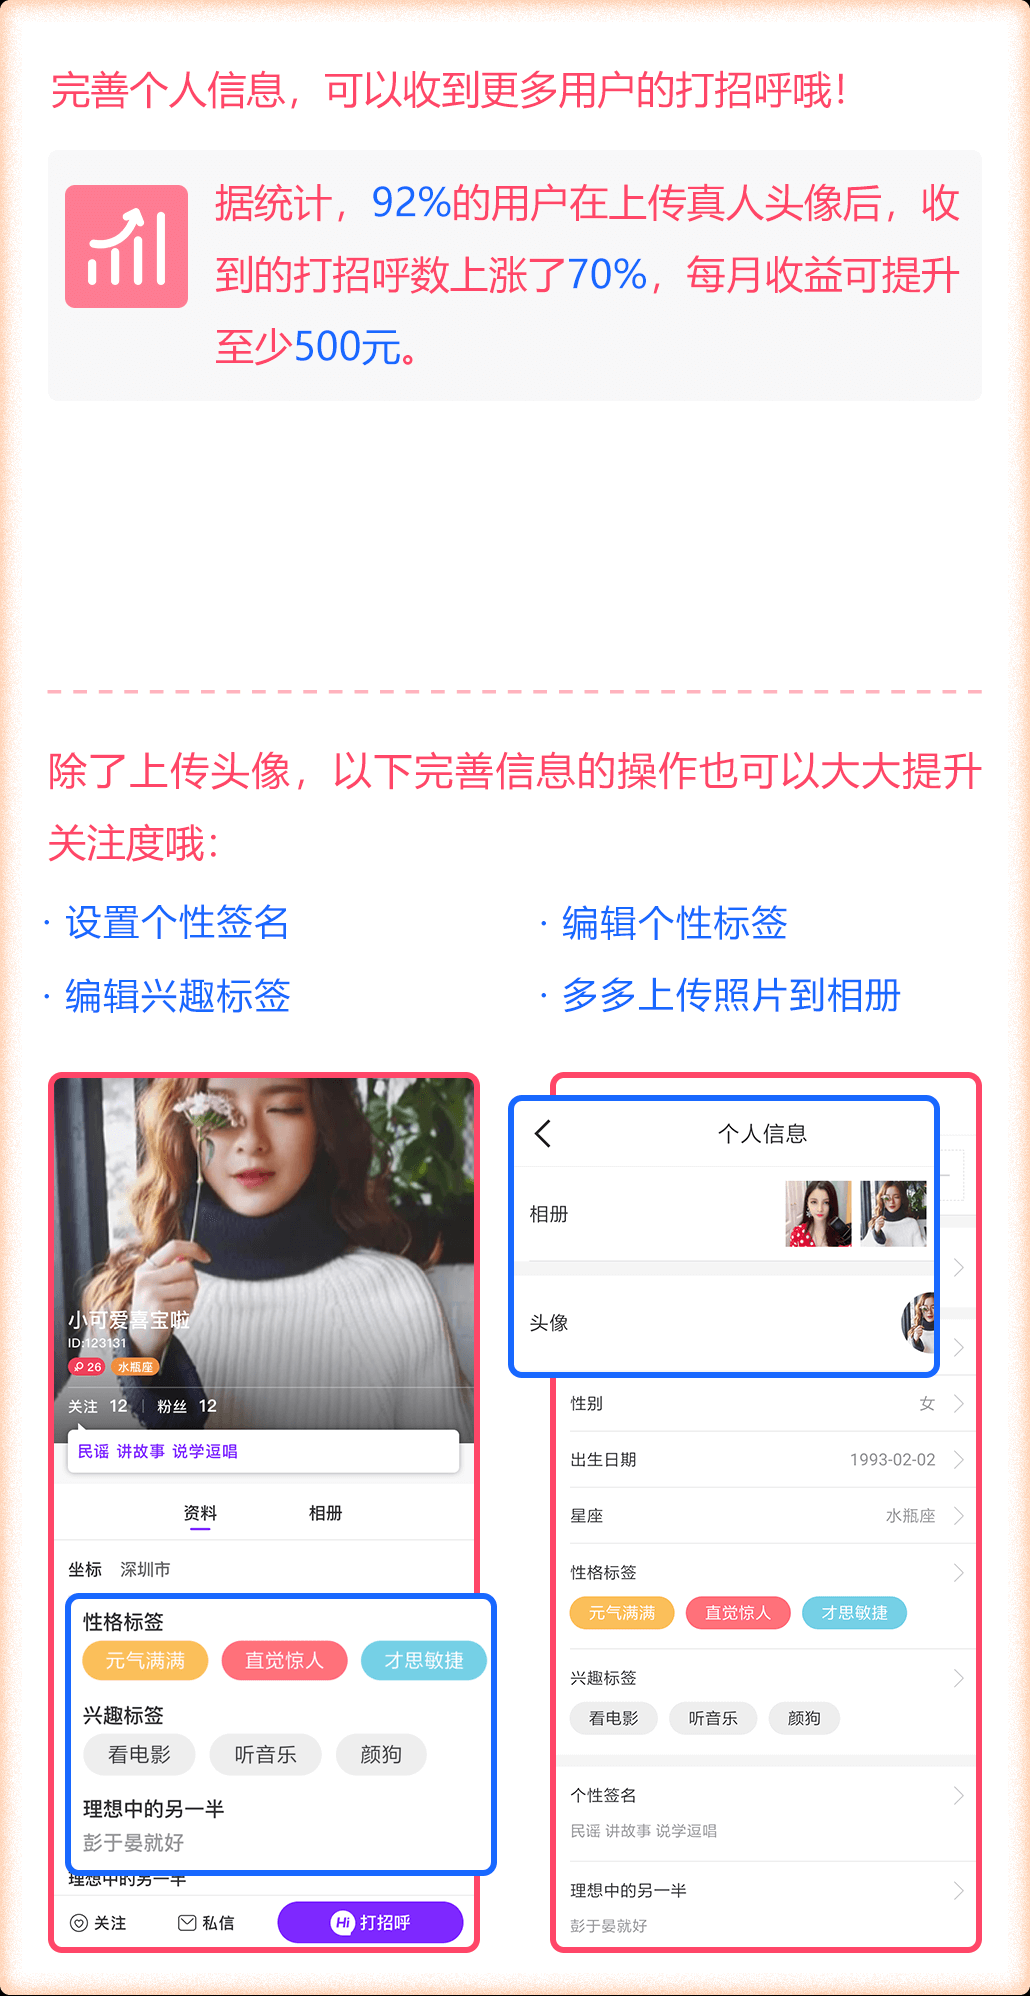 完善个人信息，可以收到更多用户的打招呼哦！
据统计，92%的用户在上传真人头像后，收
到的打招呼数上涨了70%，每月收益可提升
至少500元。
除了上传头像，以下完善信息的操作也可以大大提升
关注度哦：
· 设置个性签名
· 编辑个性标签
· 编辑兴趣标签
· 多多上传照片到相册
小可爱喜宝啦
ID:123131
26 水瓶座
关注 12 | 粉丝 12
民谣 讲故事 说学逗唱
资料 相册
坐标 深圳市
性格标签
元气满满 直觉惊人 才思敏捷
兴趣标签
看电影 听音乐 颜狗
理想中的另一半
彭于晏就好
理想中的另一半
关注 私信 Hi 打招呼
个人信息
相册
头像
性别 女
出生日期 1993-02-02
星座 水瓶座
性格标签
元气满满 直觉惊人 才思敏捷
兴趣标签
看电影 听音乐 颜狗
个性签名
民谣 讲故事 说学逗唱
理想中的另一半
彭于晏就好